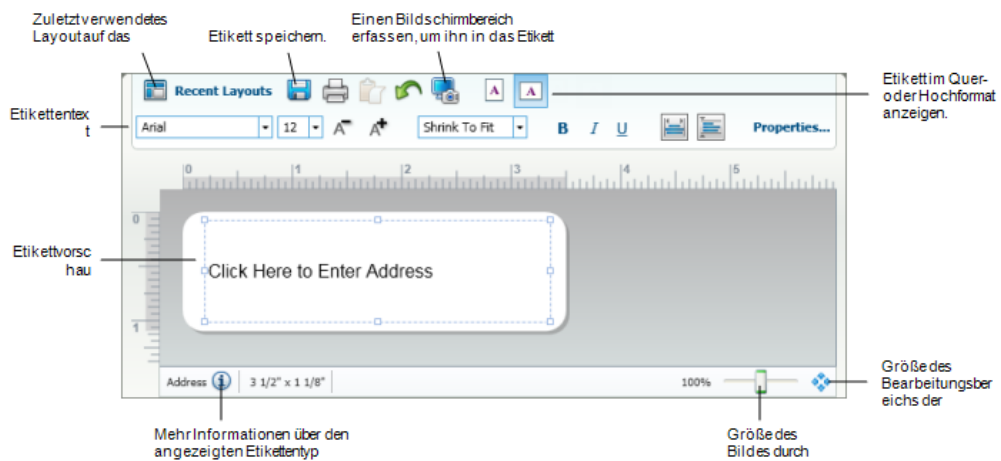 Zuletzt verwendetes
Layout auf das
Etikett speichern.
Einen Bildschirmbereich
erfassen, um ihn in das Etikett
Recent Layouts
A
A
Etikett im Quer-
oder Hochformat
anzeigen.
Etikettentex
t
Arial
12
A
A
Shrink To Fit
B
I
U
Properties...
0
1
2
3
4
5
0
Etikettvorsc
hau
Click Here to Enter Address
1
Address
3 1/2" x 1 1/8"
100%
Größe des
Bearbeitungsber
eichs der
Mehr Informationen über den
angezeigten Etikettentyp
Größe des
Bildes durch